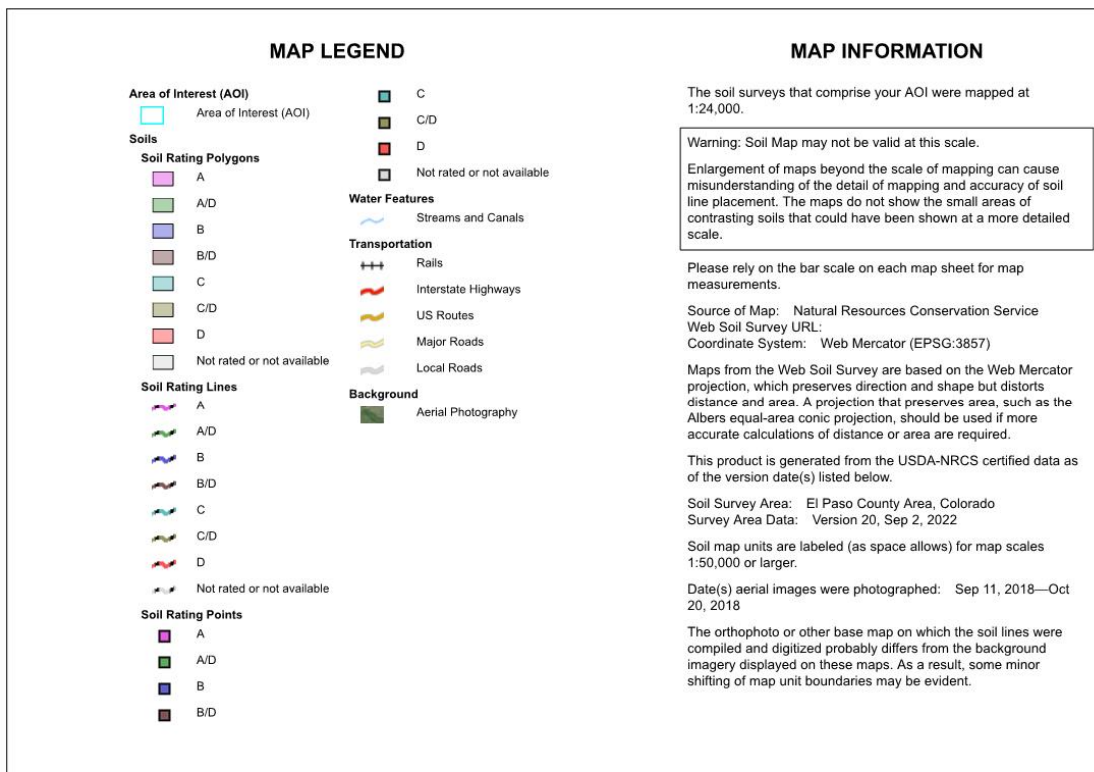 MAP LEGEND
Area of Interest (AOI)
Area of Interest (AOI)
Soils
Soil Rating Polygons
A
A/D
B
B/D
C
C/D
D
Not rated or not available
Soil Rating Lines
A
A/D
B
B/D
C
C/D
D
Not rated or not available
Soil Rating Points
A
A/D
B
B/D
C
C/D
D
Not rated or not available
Water Features
Streams and Canals
Transportation
Rails
Interstate Highways
US Routes
Major Roads
Local Roads
Background
Aerial Photography
MAP INFORMATION
The soil surveys that comprise your AOI were mapped at
1:24,000.
Warning: Soil Map may not be valid at this scale.
Enlargement of maps beyond the scale of mapping can cause
misunderstanding of the detail of mapping and accuracy of soil
line placement. The maps do not show the small areas of
contrasting soils that could have been shown at a more detailed
scale.
Please rely on the bar scale on each map sheet for map
measurements.
Source of Map: Natural Resources Conservation Service
Web Soil Survey URL:
Coordinate System: Web Mercator (EPSG:3857)
Maps from the Web Soil Survey are based on the Web Mercator
projection, which preserves direction and shape but distorts
distance and area. A projection that preserves area, such as the
Albers equal-area conic projection, should be used if more
accurate calculations of distance or area are required.
This product is generated from the USDA-NRCS certified data as
of the version date(s) listed below.
Soil Survey Area: El Paso County Area, Colorado
Survey Area Data: Version 20, Sep 2, 2022
Soil map units are labeled (as space allows) for map scales
1:50,000 or larger.
Date(s) aerial images were photographed: Sep 11, 2018—Oct
20, 2018
The orthophoto or other base map on which the soil lines were
compiled and digitized probably differs from the background
imagery displayed on these maps. As a result, some minor
shifting of map unit boundaries may be evident.